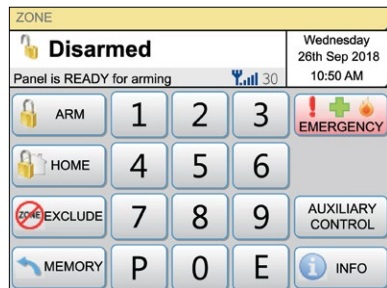 ZONE
Disarmed
Wednesday
26th Sep 2018
10:50 AM
Panel is READY for arming 30
ARM 1 2 3 EMERGENCY
HOME 4 5 6
ZONE EXCLUDE 7 8 9 AUXILIARY
CONTROL
MEMORY P 0 E i INFO